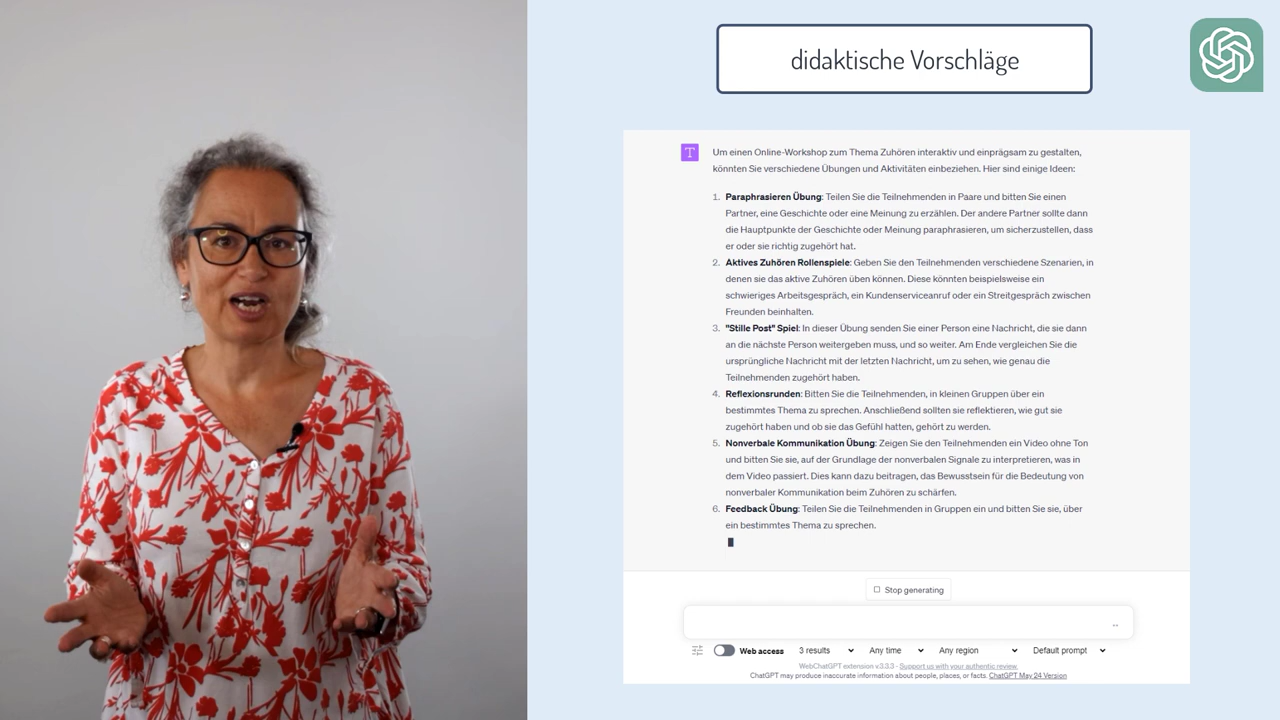 didaktische Vorschläge
T
Um einen Online-Workshop zum Thema Zuhören interaktiv und einprägsam zu gestalten,
könnten Sie verschiedene Übungen und Aktivitäten einbeziehen. Hier sind einige Ideen:
1. Paraphrasieren Übung: Teilen Sie die Teilnehmenden in Paare und bitten Sie einen
Partner, eine Geschichte oder eine Meinung zu erzählen. Der andere Partner sollte dann
die Hauptpunkte der Geschichte oder Meinung paraphrasieren, um sicherzustellen, dass
er oder sie richtig zugehört hat.
2. Aktives Zuhören Rollenspiele: Geben Sie den Teilnehmenden verschiedene Szenarien, in
denen sie das aktive Zuhören üben können. Diese könnten beispielsweise ein
schwieriges Arbeitsgespräch, ein Kundenserviceanruf oder ein Streitgespräch zwischen
Freunden beinhalten.
3. "Stille Post" Spiel: In dieser Übung senden Sie einer Person eine Nachricht, die sie dann
an die nächste Person weitergeben muss, und so weiter. Am Ende vergleichen Sie die
ursprüngliche Nachricht mit der letzten Nachricht, um zu sehen, wie genau die
Teilnehmenden zugehört haben.
4. Reflexionsrunden: Bitten Sie die Teilnehmenden, in kleinen Gruppen über ein
bestimmtes Thema zu sprechen. Anschließend sollten sie reflektieren, wie gut sie
zugehört haben und ob sie das Gefühl hatten, gehört zu werden.
5. Nonverbale Kommunikation Übung: Zeigen Sie den Teilnehmenden ein Video ohne Ton
und bitten Sie sie, auf der Grundlage der nonverbalen Signale zu interpretieren, was in
dem Video passiert. Dies kann dazu beitragen, das Bewusstsein für die Bedeutung von
nonverbaler Kommunikation beim Zuhören zu schärfen.
6. Feedback Übung: Teilen Sie die Teilnehmenden in Gruppen ein und bitten Sie sie, über
ein bestimmtes Thema zu sprechen.
Stop generating
Web access 3 results Any time Any region Default prompt
WebChatGPT extension v.3.3.3 - Support us with your authentic review.
ChatGPT may produce inaccurate information about people, places, or facts. ChatGPT May 24 Version